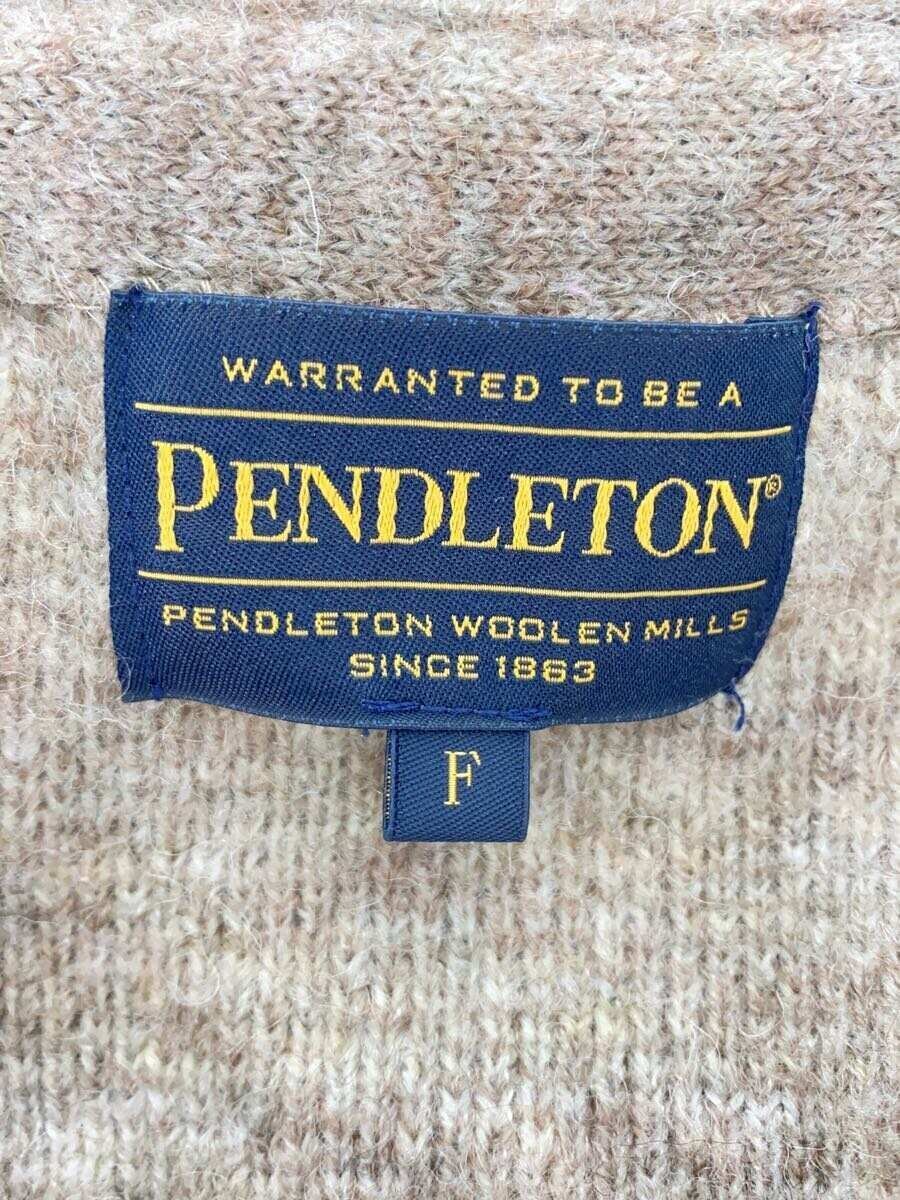 WARRANTED TO BE A
PENDLETON®
PENDLETON WOOLEN MILLS
SINCE 1863
F